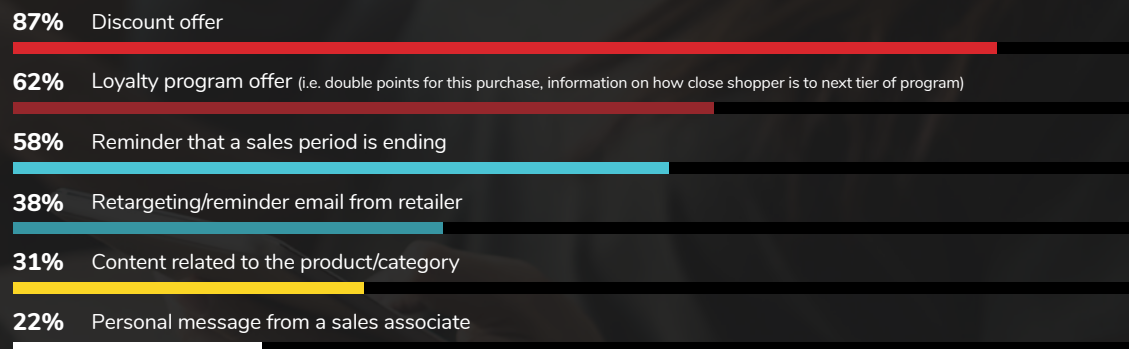 87% Discount offer
62% Loyalty program offer (i.e. double points for this purchase, information on how close shopper is to next tier of program)
58% Reminder that a sales period is ending
38% Retargeting/reminder email from retailer
31% Content related to the product/category
22% Personal message from a sales associate